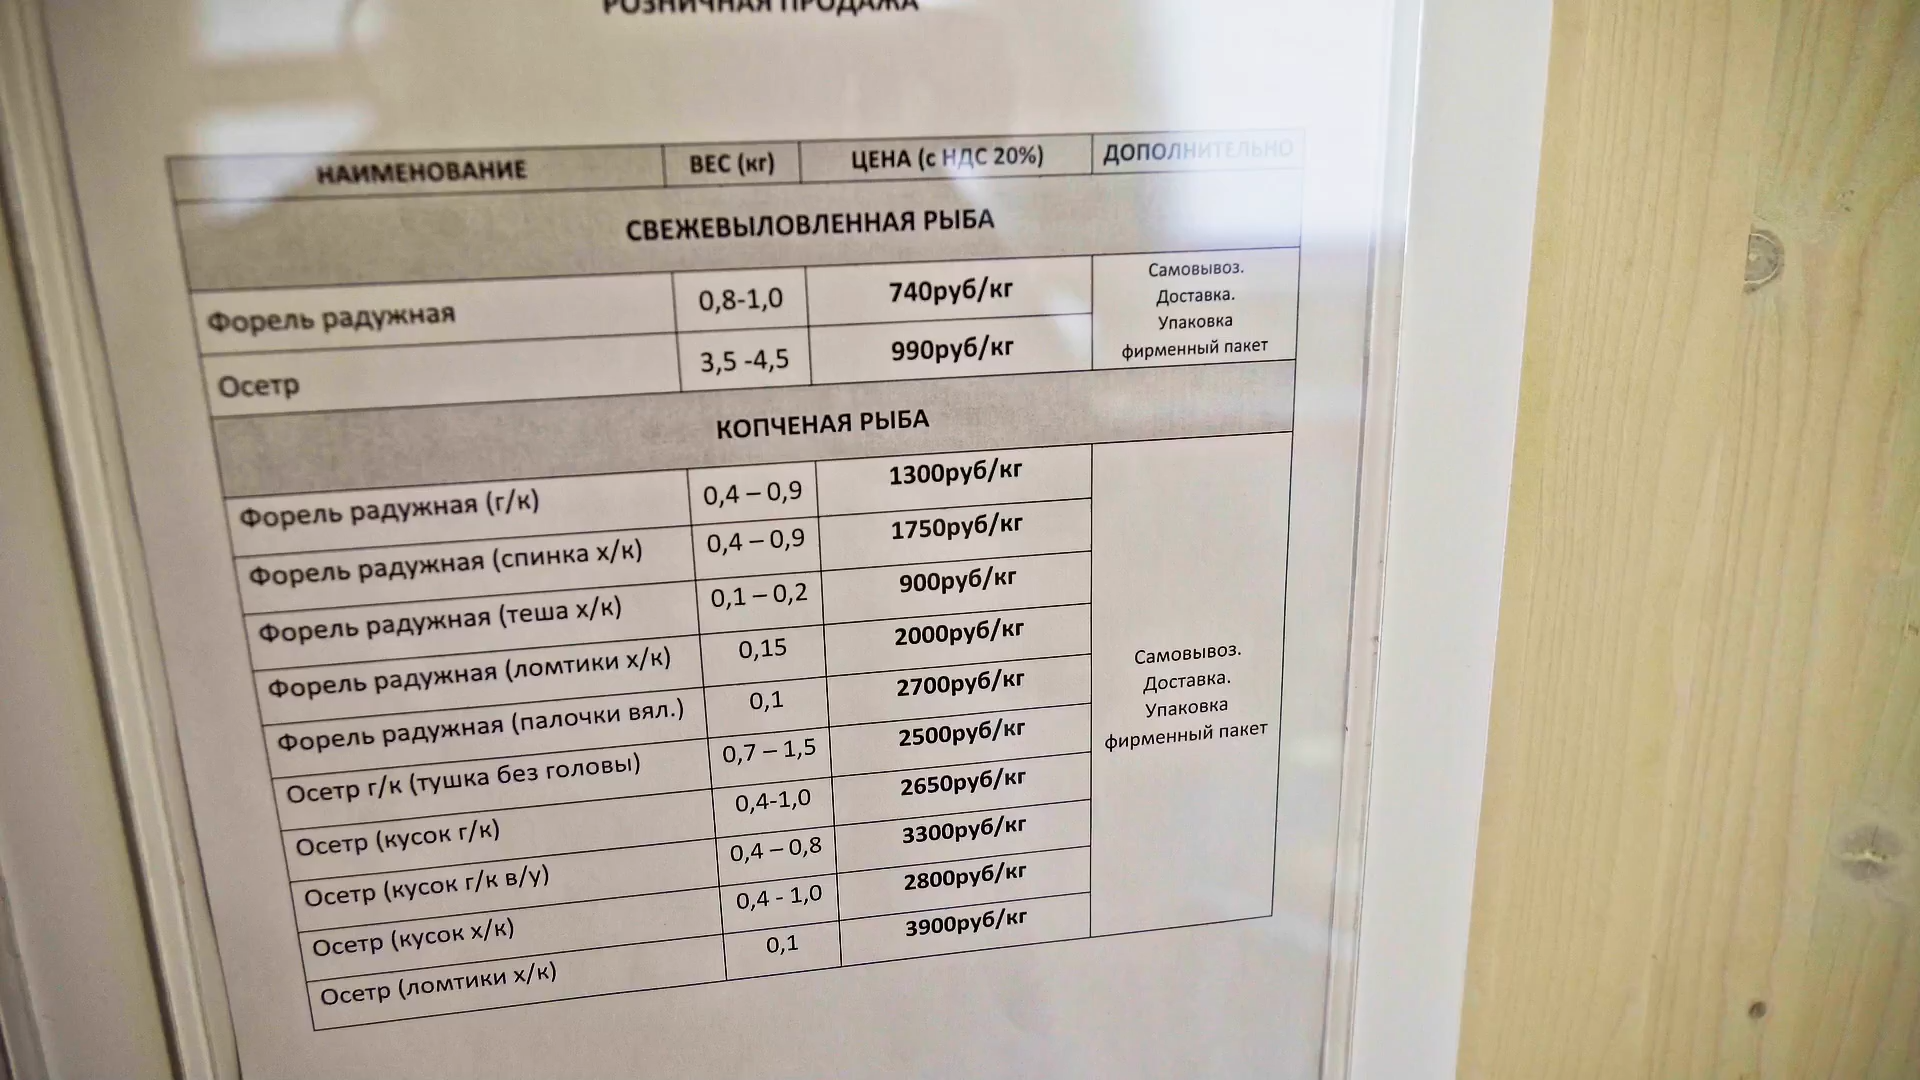 РОЗНИЧНАЯ ПРОДАЖА
НАИМЕНОВАНИЕ ВЕС (кг) ЦЕНА (с НДС 20%) ДОПОЛНИТЕЛЬНО
СВЕЖЕВЫЛОВЛЕННАЯ РЫБА
Форель радужная 0,8-1,0 740руб/кг
Осетр 3,5 -4,5 990руб/кг
Самовывоз.
Доставка.
Упаковка
фирменный пакет
КОПЧЕНАЯ РЫБА
Форель радужная (г/к) 0,4 – 0,9 1300руб/кг
Форель радужная (спинка х/к) 0,4 – 0,9 1750руб/кг
Форель радужная (теша х/к) 0,1 – 0,2 900руб/кг
Форель радужная (ломтики х/к) 0,15 2000руб/кг
Форель радужная (палочки вял.) 0,1 2700руб/кг
Осетр г/к (тушка без головы) 0,7 – 1,5 2500руб/кг
Осетр (кусок г/к) 0,4-1,0 2650руб/кг
Осетр (кусок г/к в/у) 0,4 – 0,8 3300руб/кг
Осетр (кусок х/к) 0,4 - 1,0 2800руб/кг
Осетр (ломтики х/к) 0,1 3900руб/кг
Самовывоз.
Доставка.
Упаковка
фирменный пакет